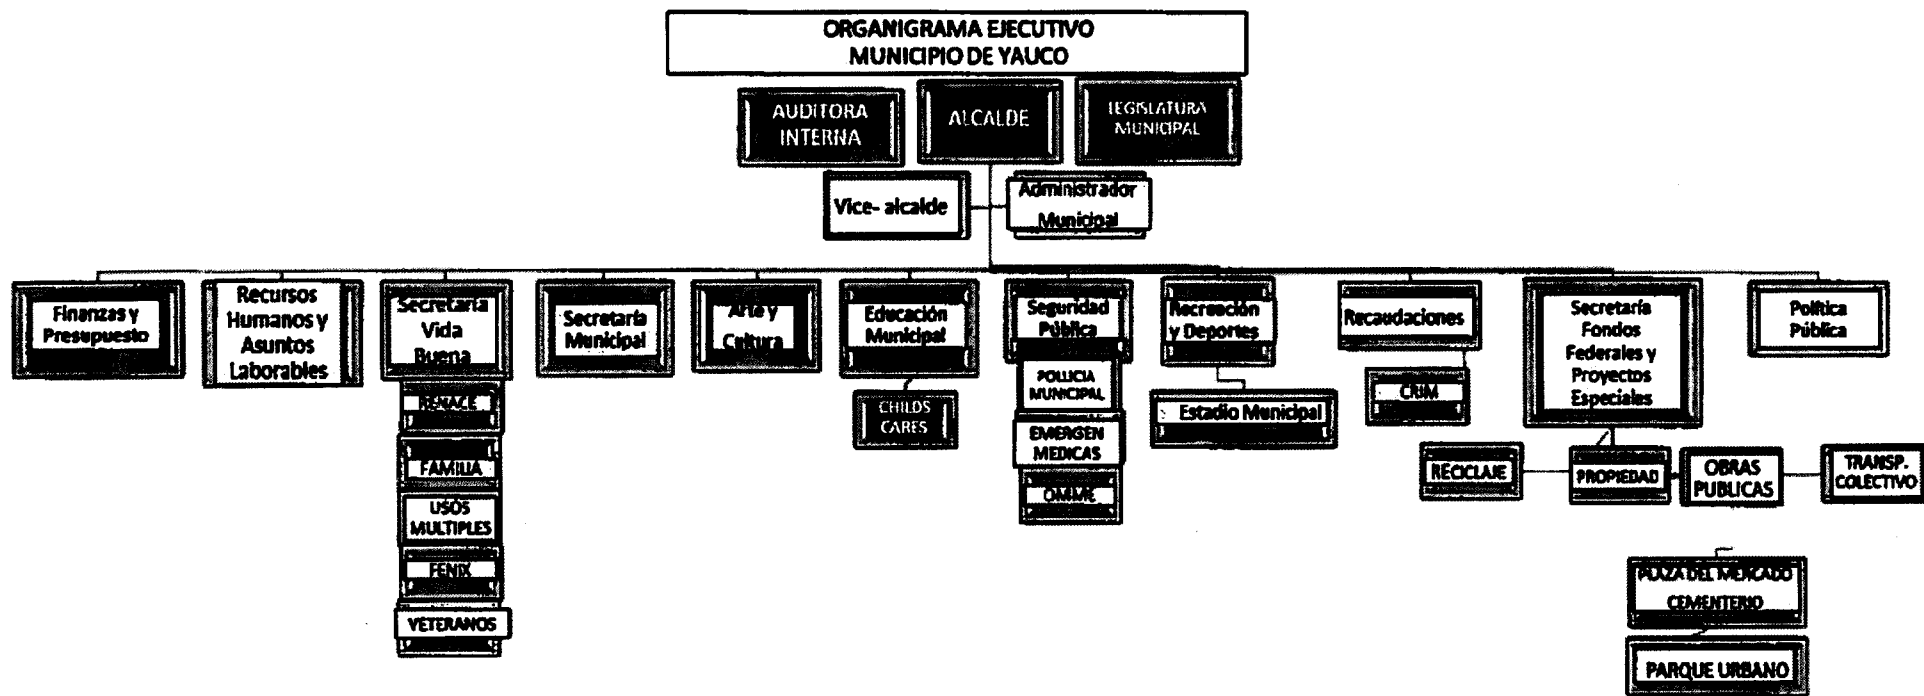 ORGANIGRAMA EJECUTIVO
MUNICIPIO DE YAUCO
AUDITORA
INTERNA
ALCALDE
LEGISLATURA
MUNICIPAL
Vice- alcalde
Administrador
Municipal
Finanzas y
Presupuesto
Recursos
Humanos y
Asuntos
Laborables
Secretaría
Vida
Buena
Secretaría
Municipal
Arte y
Cultura
Educación
Municipal
Seguridad
Pública
Recreación
y Deportes
Recaudaciones
Secretaría
Fondos
Federales y
Proyectos
Especiales
Política
Pública
RENACE
FAMILIA
USOS
MULTIPLES
FENIX
VETERANOS
CHILDS
CARES
POLLICIA
MUNICIPAL
EMERGEN
MEDICAS
OMME
Estadio Municipal
CRIM
RECICLAJE
PROPIEDAD
OBRAS
PUBLICAS
TRANSP.
COLECTIVO
PLAZA DEL MERCADO
CEMENTERIO
PARQUE URBANO